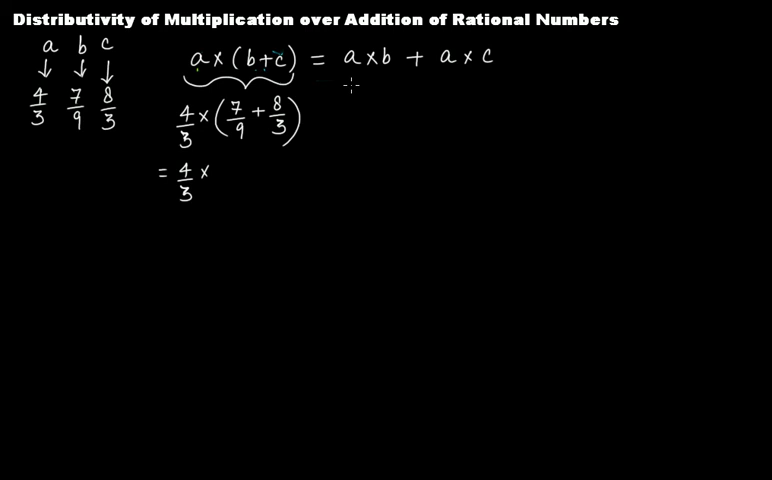 Distributivity of Multiplication over Addition of Rational Numbers
a b c
↓ ↓ ↓
4/3 7/9 8/3
a × (b + c) = a × b + a × c
4/3 × (7/9 + 8/3)
= 4/3 ×